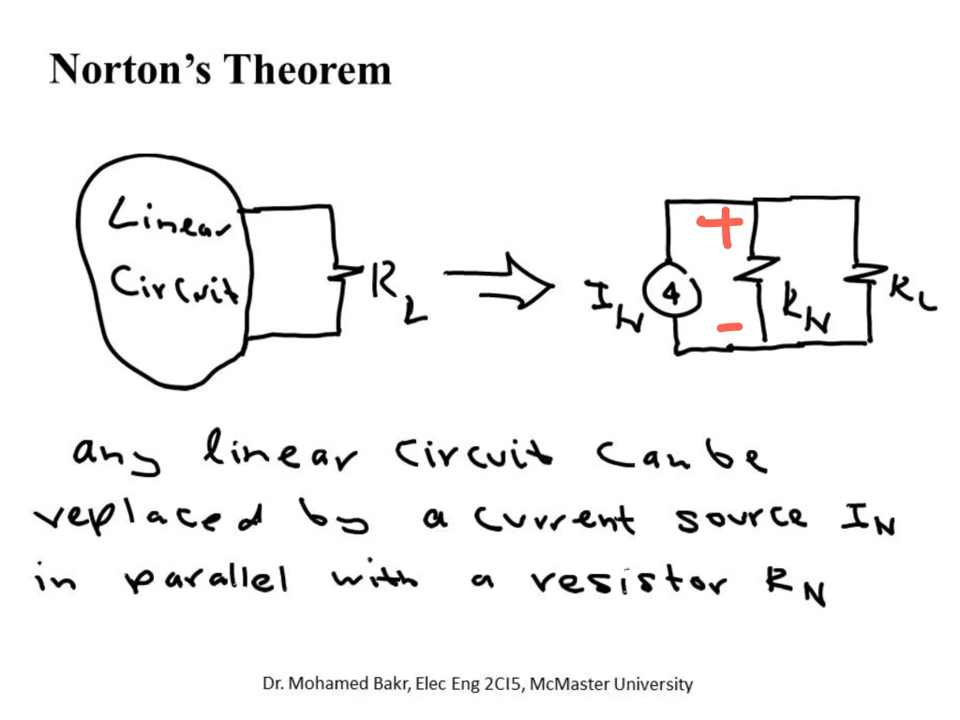 Norton's Theorem
Linear
Circuit
R_L
I_N
4
+
-
R_N
R_L
any linear circuit can be
replaced by a current source I_N
in parallel with a resistor R_N
Dr. Mohamed Bakr, Elec Eng 2CI5, McMaster University